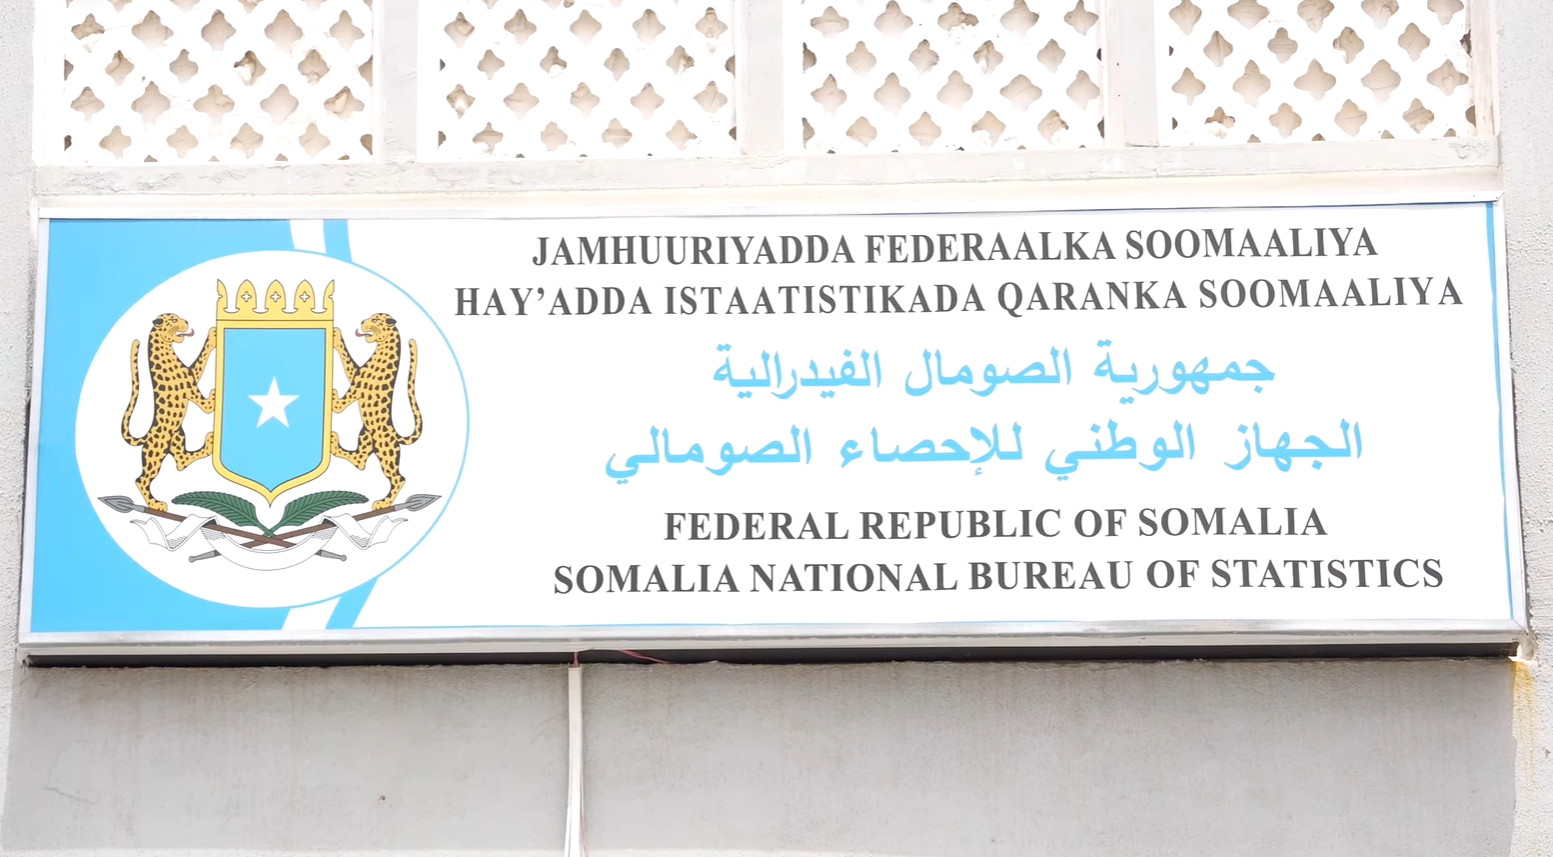 JAMHUURIYADDA FEDERAALKA SOOMAALIYA
HAY’ADDA ISTAATISTIKADA QARANKA SOOMAALIYA
جمهورية الصومال الفيدرالية
الجهاز الوطني للإحصاء الصومالي
FEDERAL REPUBLIC OF SOMALIA
SOMALIA NATIONAL BUREAU OF STATISTICS